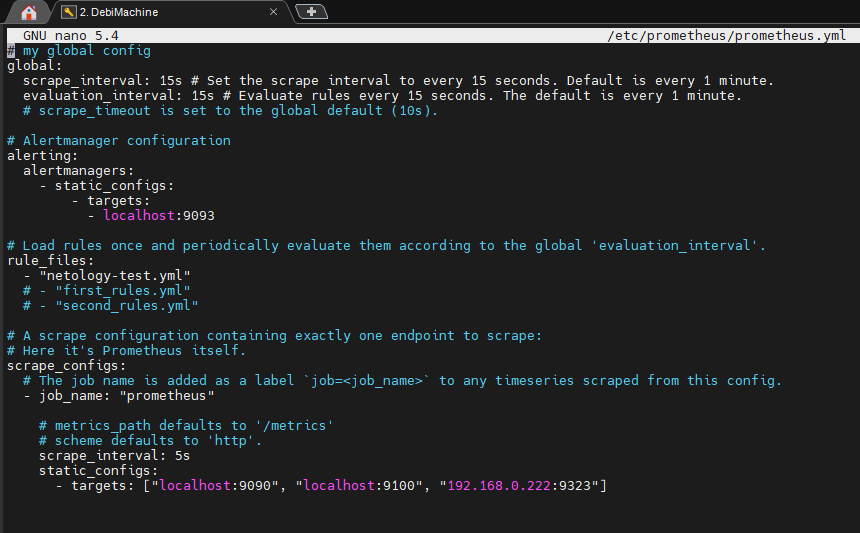 2. DebiMachine
GNU nano 5.4 /etc/prometheus/prometheus.yml
# my global config
global:
  scrape_interval: 15s # Set the scrape interval to every 15 seconds. Default is every 1 minute.
  evaluation_interval: 15s # Evaluate rules every 15 seconds. The default is every 1 minute.
  # scrape_timeout is set to the global default (10s).

# Alertmanager configuration
alerting:
  alertmanagers:
    - static_configs:
        - targets:
          - localhost:9093

# Load rules once and periodically evaluate them according to the global 'evaluation_interval'.
rule_files:
  - "netology-test.yml"
  # - "first_rules.yml"
  # - "second_rules.yml"

# A scrape configuration containing exactly one endpoint to scrape:
# Here it's Prometheus itself.
scrape_configs:
  # The job name is added as a label `job=<job_name>` to any timeseries scraped from this config.
  - job_name: "prometheus"

    # metrics_path defaults to '/metrics'
    # scheme defaults to 'http'.
    scrape_interval: 5s
    static_configs:
      - targets: ["localhost:9090", "localhost:9100", "192.168.0.222:9323"]